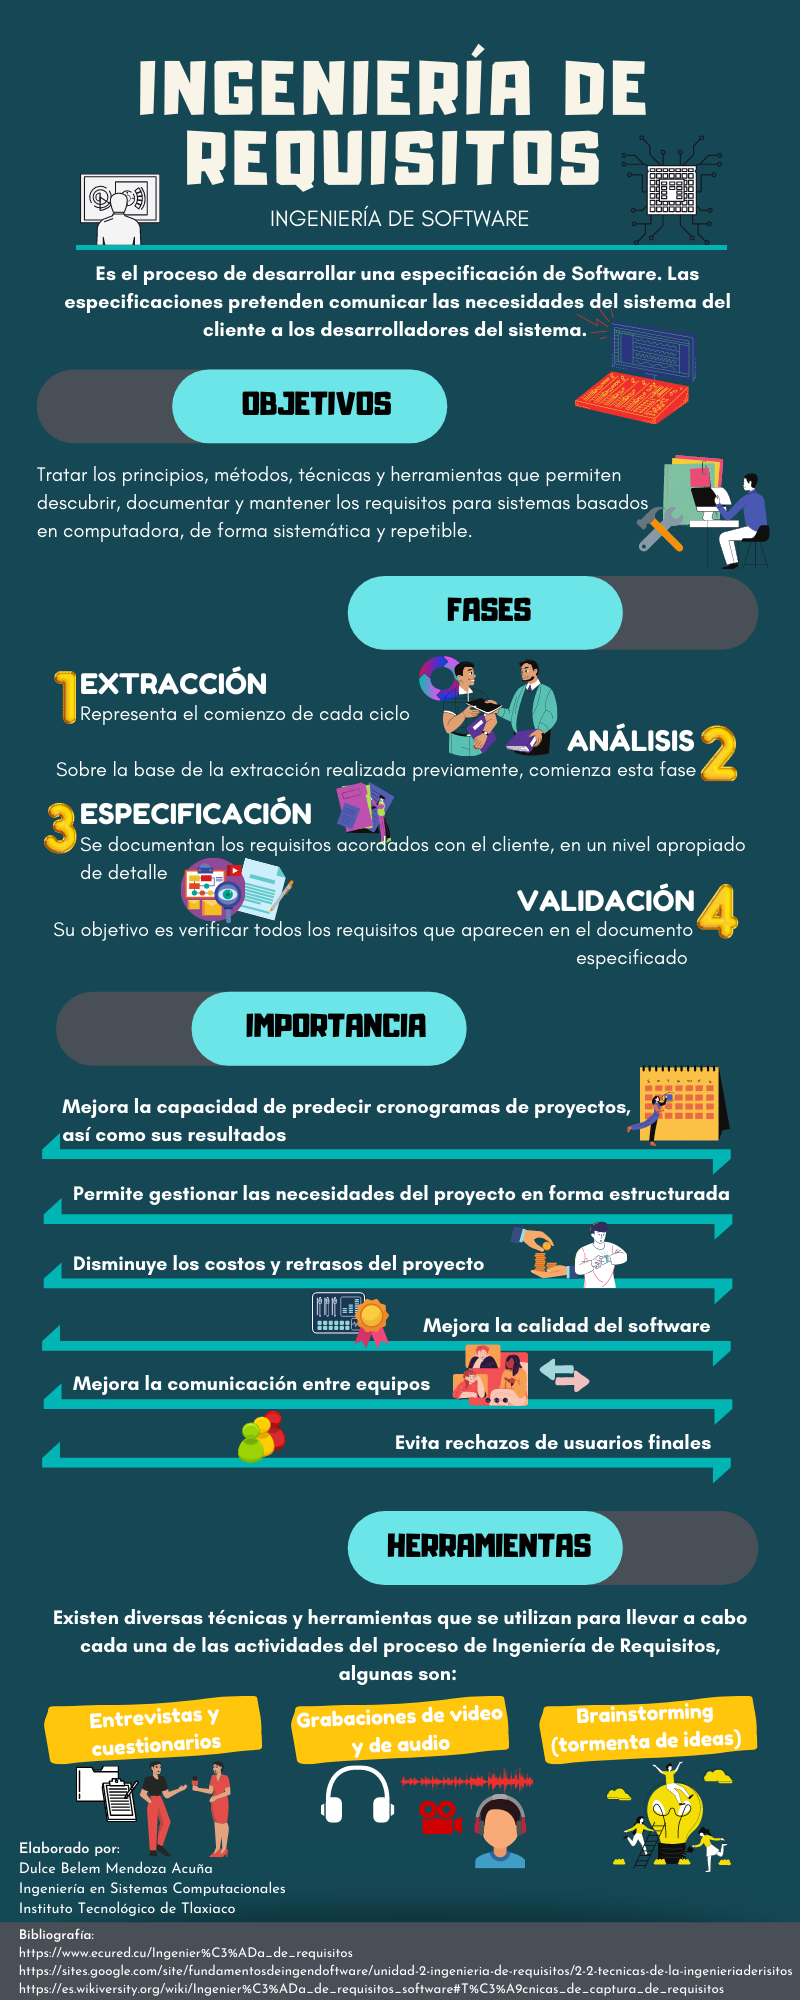 INGENIERÍA DE
REQUISITOS
INGENIERÍA DE SOFTWARE
Es el proceso de desarrollar una especificación de Software. Las
especificaciones pretenden comunicar las necesidades del sistema del
cliente a los desarrolladores del sistema.
OBJETIVOS
Tratar los principios, métodos, técnicas y herramientas que permiten
descubrir, documentar y mantener los requisitos para sistemas basados
en computadora, de forma sistemática y repetible.
FASES
1 EXTRACCIÓN
Representa el comienzo de cada ciclo
ANÁLISIS 2
Sobre la base de la extracción realizada previamente, comienza esta fase
3 ESPECIFICACIÓN
Se documentan los requisitos acordados con el cliente, en un nivel apropiado
de detalle
VALIDACIÓN 4
Su objetivo es verificar todos los requisitos que aparecen en el documento
especificado
IMPORTANCIA
Mejora la capacidad de predecir cronogramas de proyectos,
así como sus resultados
Permite gestionar las necesidades del proyecto en forma estructurada
Disminuye los costos y retrasos del proyecto
Mejora la calidad del software
Mejora la comunicación entre equipos
Evita rechazos de usuarios finales
HERRAMIENTAS
Existen diversas técnicas y herramientas que se utilizan para llevar a cabo
cada una de las actividades del proceso de Ingeniería de Requisitos,
algunas son:
Entrevistas y
cuestionarios
Grabaciones de video
y de audio
Brainstorming
(tormenta de ideas)
Elaborado por:
Dulce Belem Mendoza Acuña
Ingeniería en Sistemas Computacionales
Instituto Tecnológico de Tlaxiaco
Bibliografía:
https://www.ecured.cu/Ingenier%C3%ADa_de_requisitos
https://sites.google.com/site/fundamentosdeingendoftware/unidad-2-ingenieria-de-requisitos/2-2-tecnicas-de-la-ingenieriaderisitos
https://es.wikiversity.org/wiki/Ingenier%C3%ADa_de_requisitos_software#T%C3%A9cnicas_de_captura_de_requisitos